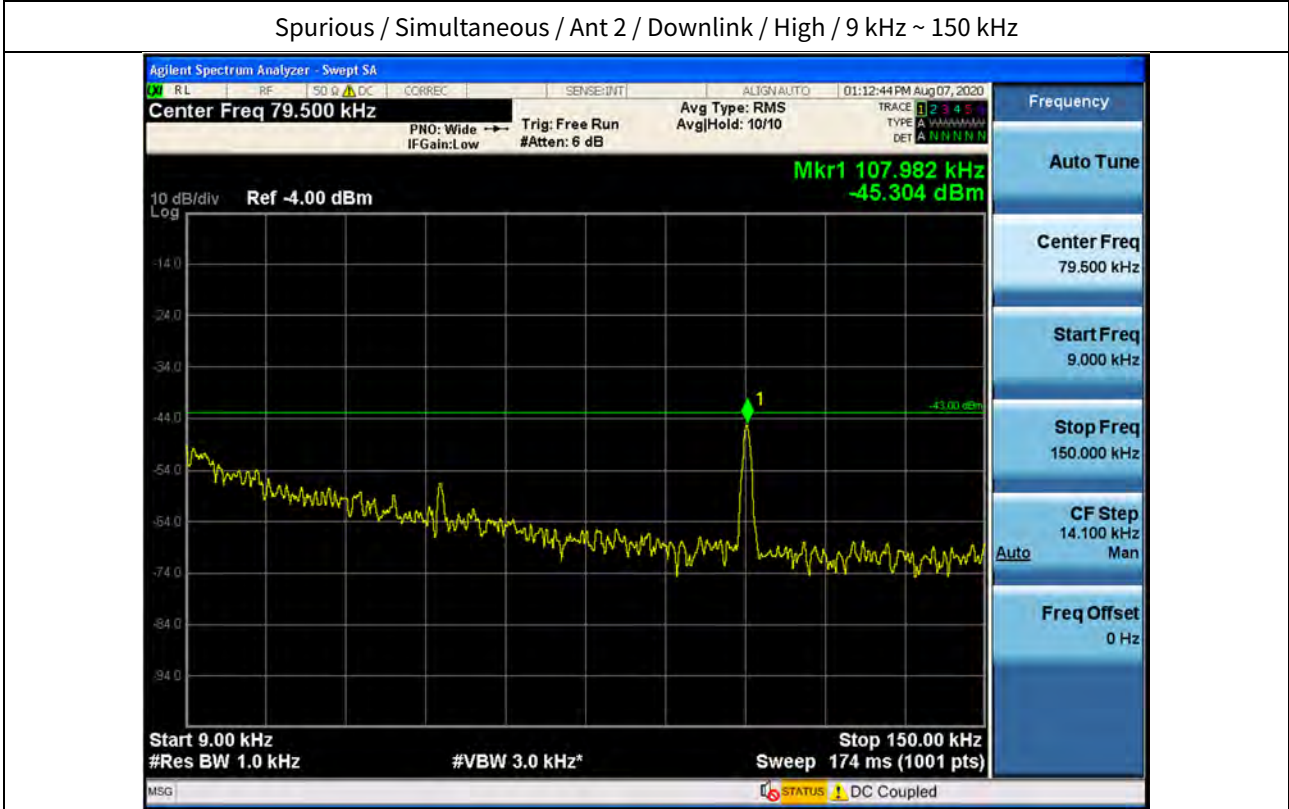 Spurious / Simultaneous / Ant 2 / Downlink / High / 9 kHz ~ 150 kHz
Agilent Spectrum Analyzer - Swept SA
RL RF 50 Ω DC CORREC SENSE:INT ALIGN AUTO 01:12:44 PM Aug 07, 2020
Center Freq 79.500 kHz
PNO: Wide
IFGain:Low
Trig: Free Run
#Atten: 6 dB
Avg Type: RMS
Avg|Hold: 10/10
TRACE 1 2 3 4 5
TYPE A
DET A N N N N N
Mkr1 107.982 kHz
-45.304 dBm
10 dB/div Ref -4.00 dBm
Log
-14.0
-24.0
-34.0
-44.0
-54.0
-64.0
-74.0
-84.0
-94.0
1
-43.00 dBm
Start 9.00 kHz Stop 150.00 kHz
#Res BW 1.0 kHz #VBW 3.0 kHz* Sweep 174 ms (1001 pts)
MSG STATUS DC Coupled
Frequency
Auto Tune
Center Freq
79.500 kHz
Start Freq
9.000 kHz
Stop Freq
150.000 kHz
CF Step
14.100 kHz
Auto Man
Freq Offset
0 Hz